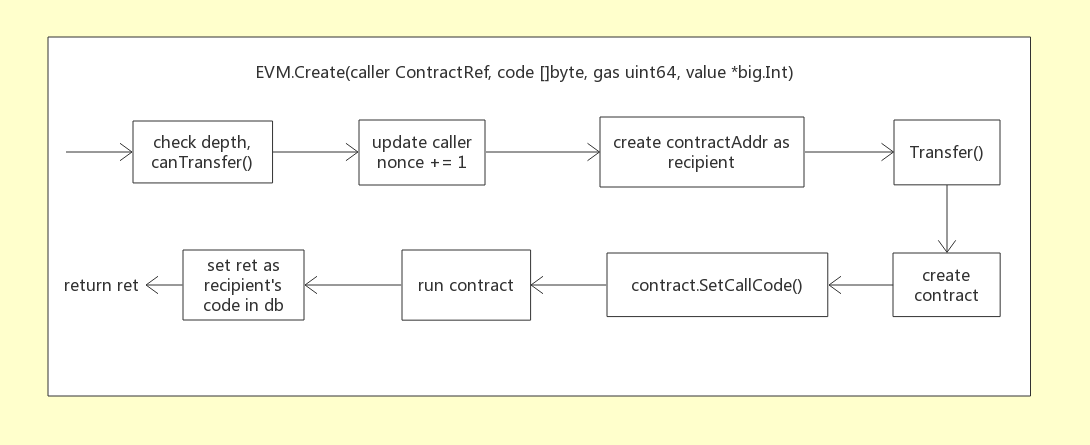 EVM.Create(caller ContractRef, code []byte, gas uint64, value *big.Int)
check depth,
canTransfer()
update caller
nonce += 1
create contractAddr as
recipient
Transfer()
create
contract
contract.SetCallCode()
run contract
set ret as
recipient's
code in db
return ret